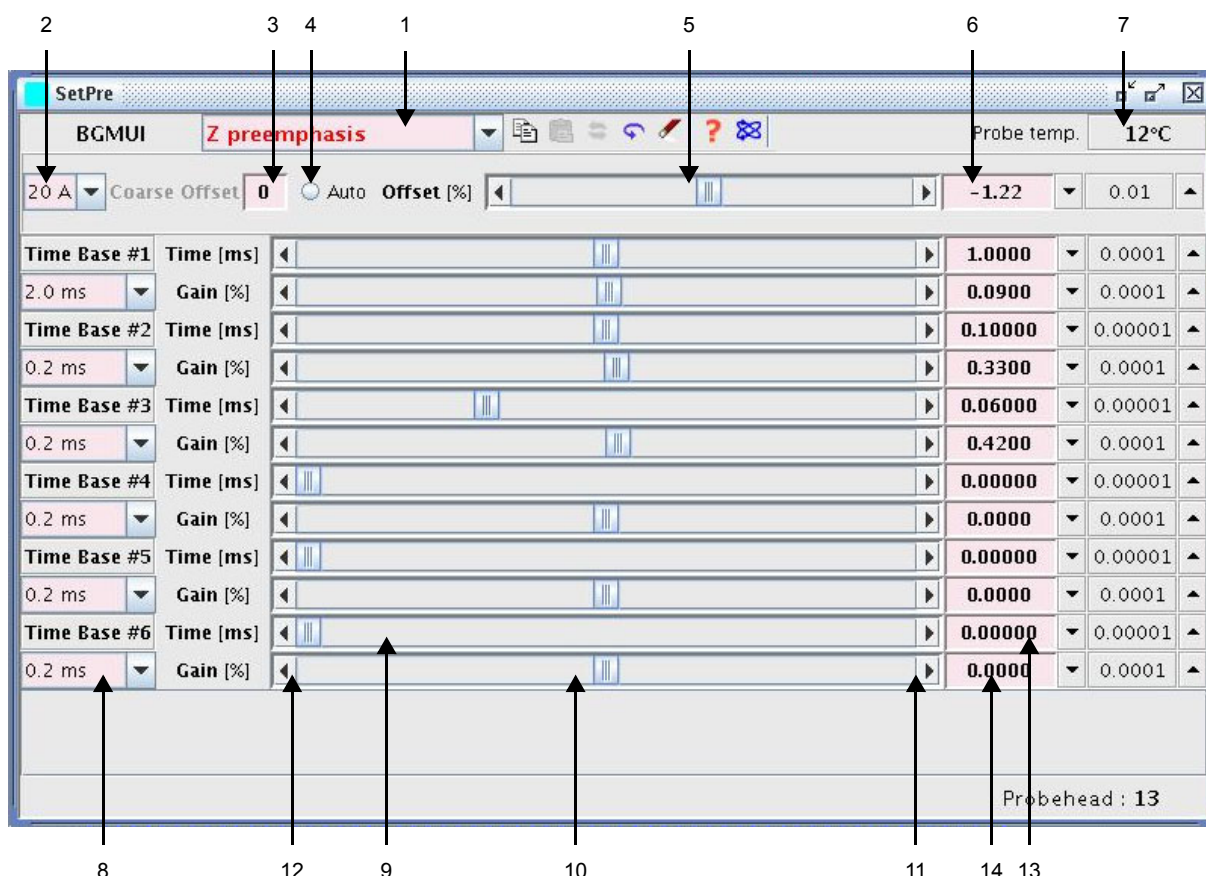 2 3 4 1 5 6 7
SetPre
BGMUI Z preemphasis ? Probe temp. 12°C
20 A Coarse Offset 0 Auto Offset [%] -1.22 0.01
Time Base #1 Time [ms] 1.0000 0.0001
2.0 ms Gain [%] 0.0900 0.0001
Time Base #2 Time [ms] 0.10000 0.00001
0.2 ms Gain [%] 0.3300 0.0001
Time Base #3 Time [ms] 0.06000 0.00001
0.2 ms Gain [%] 0.4200 0.0001
Time Base #4 Time [ms] 0.00000 0.00001
0.2 ms Gain [%] 0.0000 0.0001
Time Base #5 Time [ms] 0.00000 0.00001
0.2 ms Gain [%] 0.0000 0.0001
Time Base #6 Time [ms] 0.00000 0.00001
0.2 ms Gain [%] 0.0000 0.0001
Probehead : 13
8 12 9 10 11 14 13